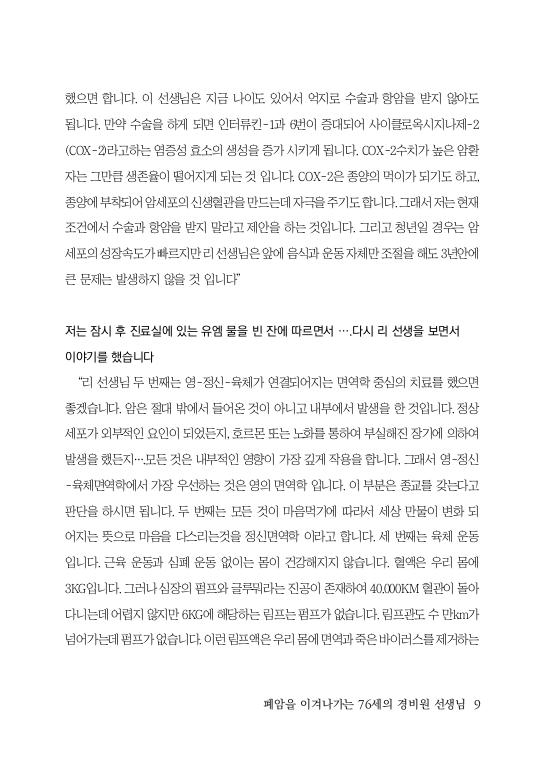 했으면 합니다. 이 선생님은 지금 나이도 있어서 억지로 수술과 항암을 받지 않아도
됩니다. 만약 수술을 하게 되면 인터류킨-1과 6번이 증대되어 사이클로옥시지나제-2
(COX-2)라고하는 염증성 효소의 생성을 증가 시키게 됩니다. COX-2수치가 높은 암환
자는 그만큼 생존율이 떨어지게 되는 것 입니다. COX-2은 종양의 먹이가 되기도 하고,
종양에 부착되어 암세포의 신생혈관을 만드는데 자극을 주기도 합니다. 그래서 저는 현재
조건에서 수술과 항암을 받지 말라고 제안을 하는 것입니다. 그리고 청년일 경우는 암
세포의 성장속도가 빠르지만 리 선생님은 앞에 음식과 운동 자체만 조절을 해도 3년안에
큰 문제는 발생하지 않을 것 입니다”
저는 잠시 후 진료실에 있는 유엠 물을 빈 잔에 따르면서 ….다시 리 선생을 보면서
이야기를 했습니다
“리 선생님 두 번째는 영-정신-육체가 연결되어지는 면역학 중심의 치료를 했으면
좋겠습니다. 암은 절대 밖에서 들어온 것이 아니고 내부에서 발생을 한 것입니다. 정상
세포가 외부적인 요인이 되었든지, 호르몬 또는 노화를 통하여 부실해진 장기에 의하여
발생을 했든지…모든 것은 내부적인 영향이 가장 깊게 작용을 합니다. 그래서 영-정신
-육체면역학에서 가장 우선하는 것은 영의 면역학 입니다. 이 부분은 종교를 갖는다고
판단을 하시면 됩니다. 두 번째는 모든 것이 마음먹기에 따라서 세상 만물이 변화 되
어지는 뜻으로 마음을 다스리는것을 정신면역학 이라고 합니다. 세 번째는 육체 운동
입니다. 근육 운동과 심폐 운동 없이는 몸이 건강해지지 않습니다. 혈액은 우리 몸에
3KG입니다. 그러나 심장의 펌프와 글루뮈라는 진공이 존재하여 40,000KM 혈관이 돌아
다니는데 어렵지 않지만 6KG에 해당하는 림프는 펌프가 없습니다. 림프관도 수 만km가
넘어가는데 펌프가 없습니다. 이런 림프액은 우리 몸에 면역과 죽은 바이러스를 제거하는
폐암을 이겨나가는 76세의 경비원 선생님 9